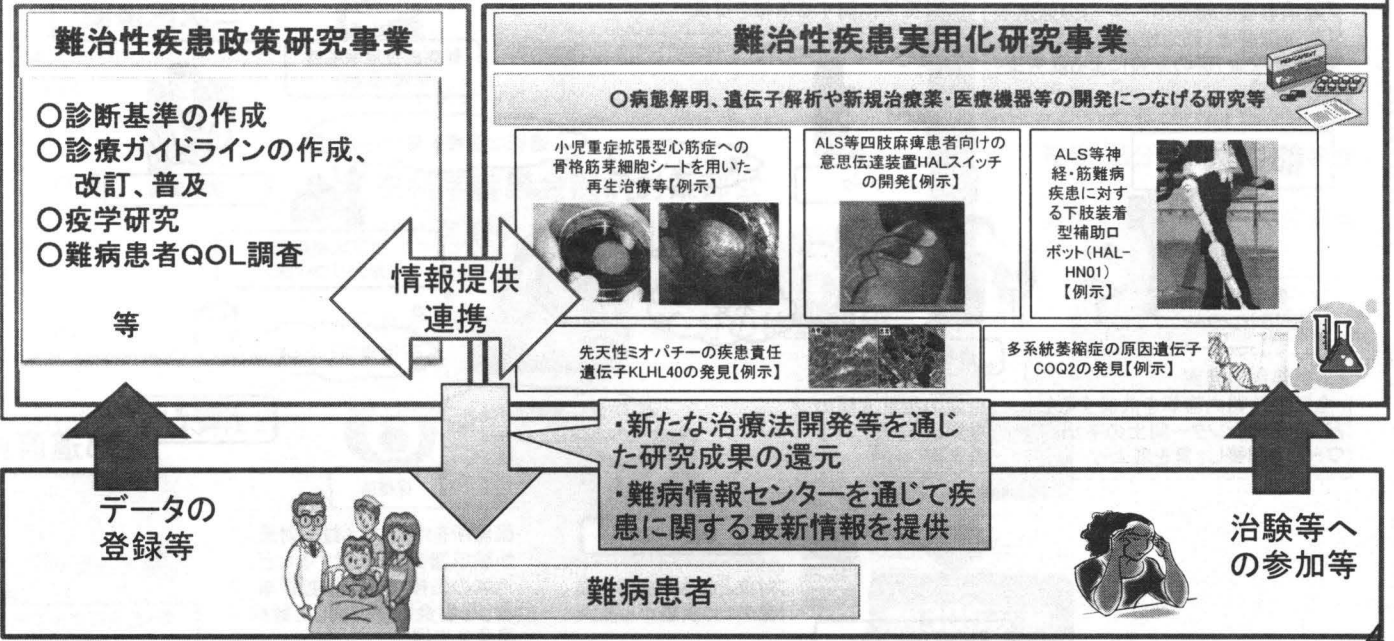 難治性疾患政策研究事業
〇診断基準の作成
〇診療ガイドラインの作成、
改訂、普及
〇疫学研究
〇難病患者QOL調査
等
情報提供
連携
難治性疾患実用化研究事業
〇病態解明、遺伝子解析や新規治療薬・医療機器等の開発につなげる研究等
小児重症拡張型心筋症への
骨格筋芽細胞シートを用いた
再生治療等【例示】
ALS等四肢麻痺患者向けの
意思伝達装置HALスイッチ
の開発【例示】
ALS等神
経・筋難病
疾患に対す
る下肢装着
型補助ロ
ボット(HAL-
HN01)
【例示】
先天性ミオパチーの疾患責任
遺伝子KLHL40の発見【例示】
多系統萎縮症の原因遺伝子
COQ2の発見【例示】
・新たな治療法開発等を通じ
た研究成果の還元
・難病情報センターを通じて疾
患に関する最新情報を提供
データの
登録等
難病患者
治験等へ
の参加等